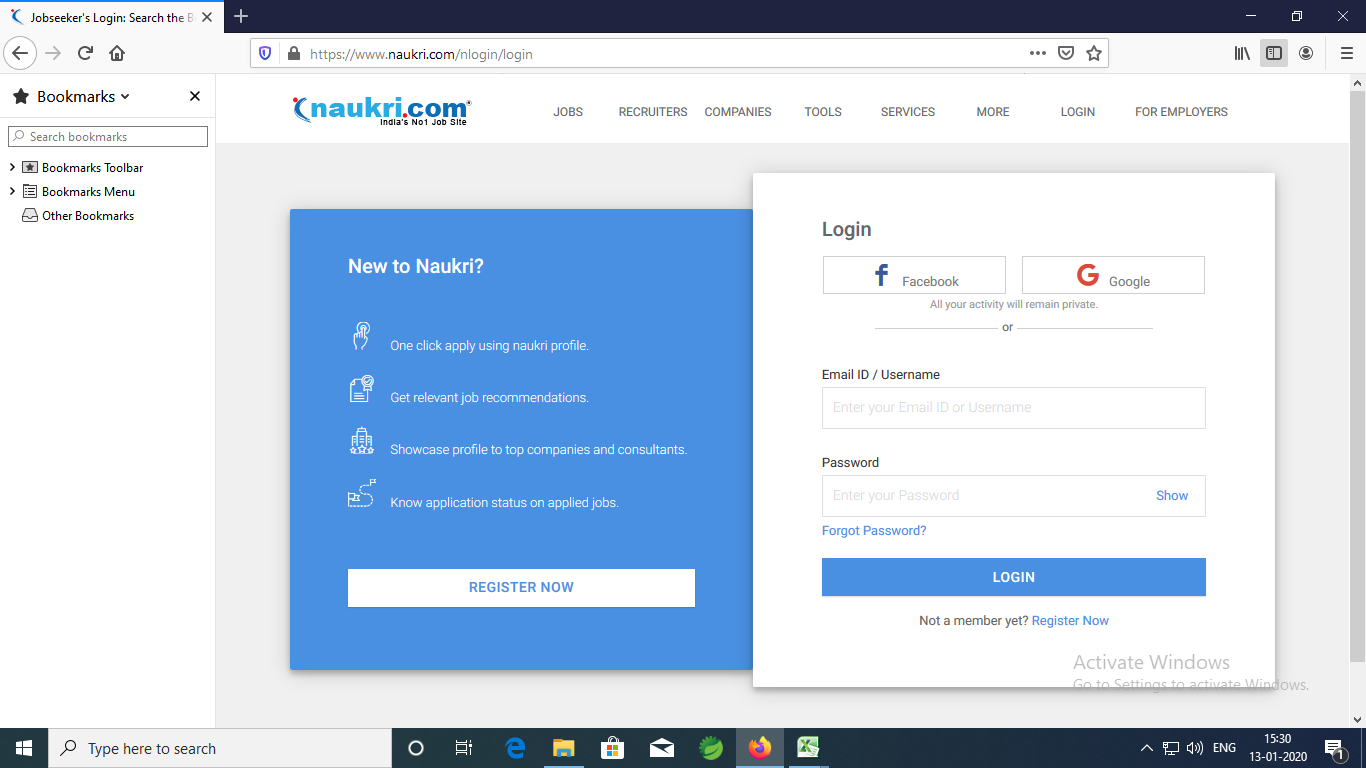 Jobseeker's Login: Search the B
https://www.naukri.com/nlogin/login
Bookmarks
Search bookmarks
Bookmarks Toolbar
Bookmarks Menu
Other Bookmarks
naukri.com
India's No1 Job Site
JOBS RECRUITERS COMPANIES TOOLS SERVICES MORE LOGIN FOR EMPLOYERS
New to Naukri?
One click apply using naukri profile.
Get relevant job recommendations.
Showcase profile to top companies and consultants.
Know application status on applied jobs.
REGISTER NOW
Login
Facebook Google
All your activity will remain private.
or
Email ID / Username
Enter your Email ID or Username
Password
Enter your Password Show
Forgot Password?
LOGIN
Not a member yet? Register Now
Activate Windows
Go to Settings to activate Windows.
Type here to search
ENG
15:30
13-01-2020
1